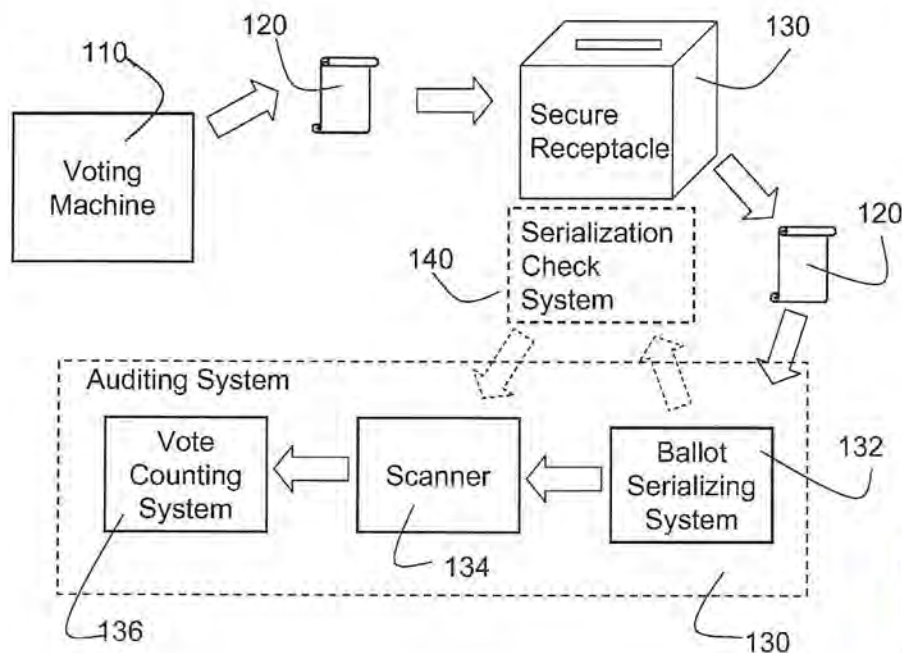 110
120
130
Voting
Machine
Secure
Receptacle
120
140
Serialization
Check
System
Auditing System
Vote
Counting
System
Scanner
Ballot
Serializing
System
132
134
136
130